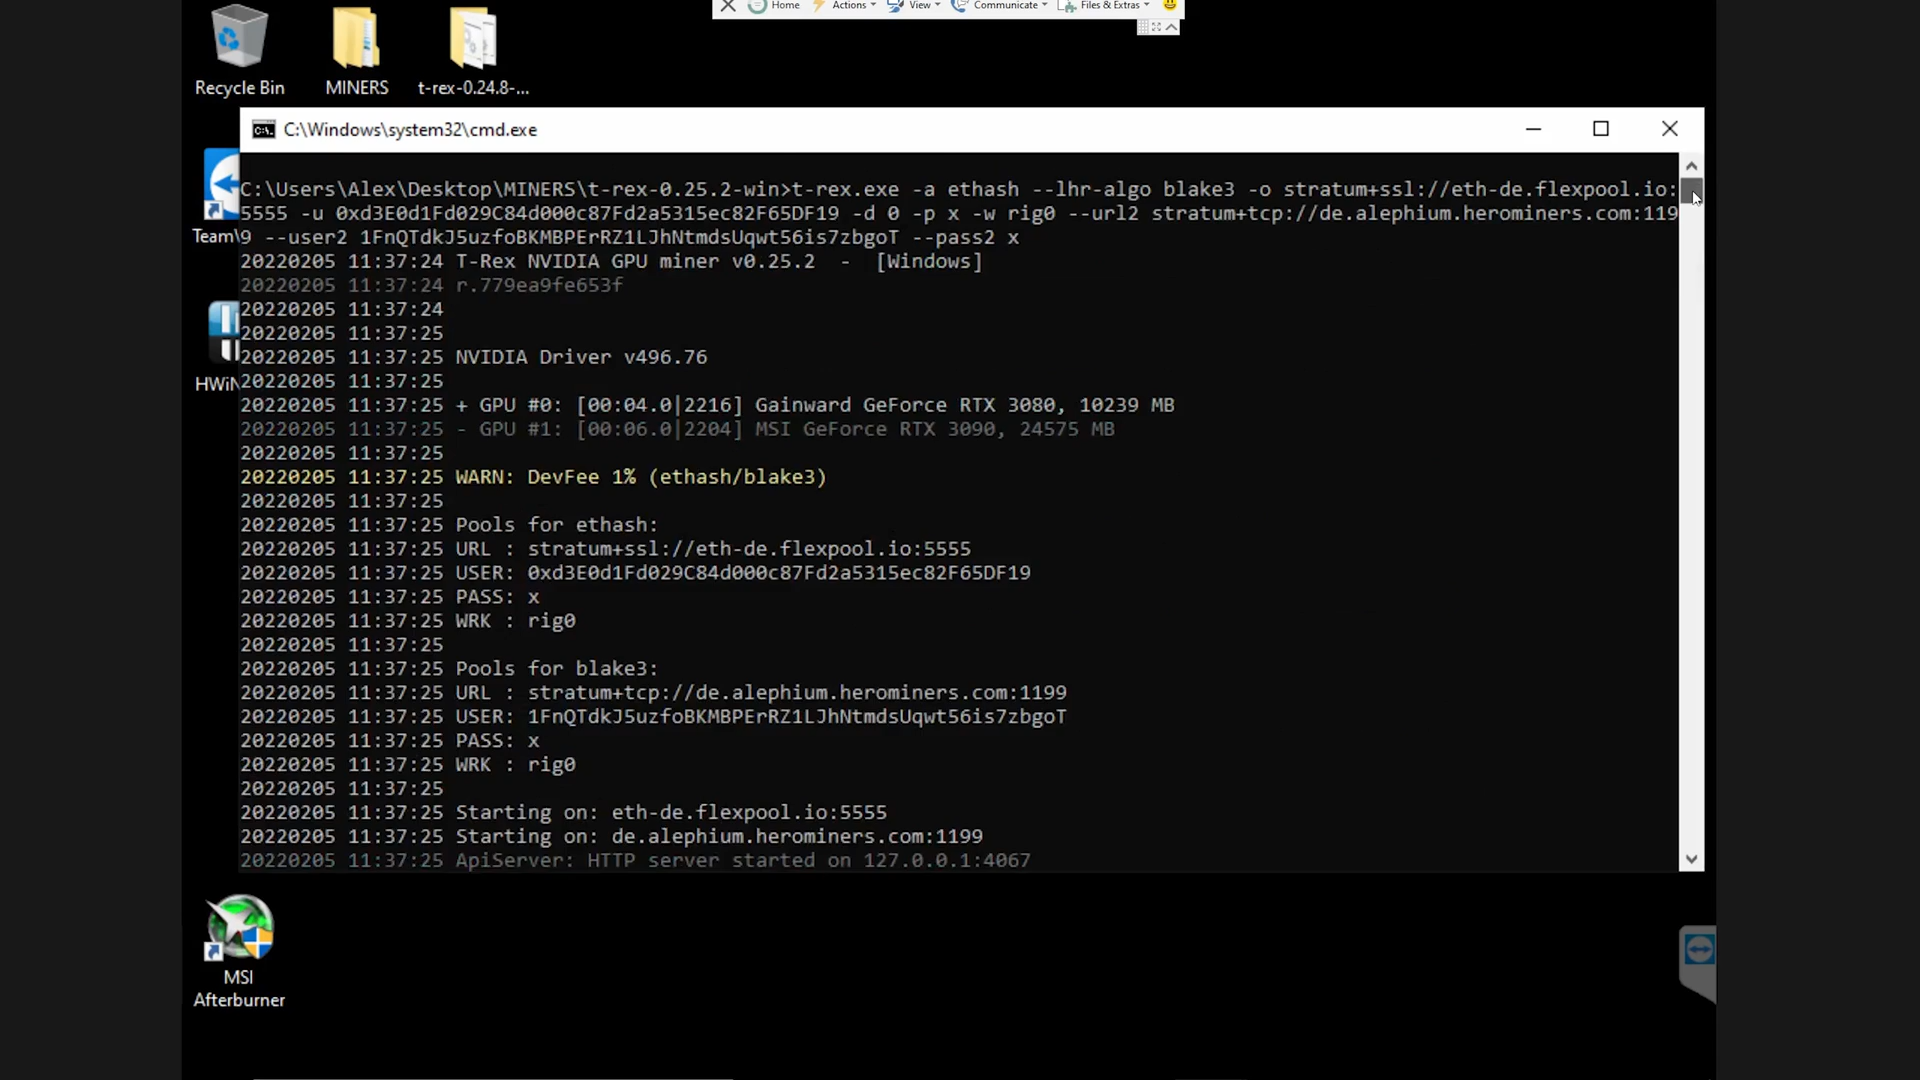 Home
Actions
View
Communicate
Files & Extras
Recycle Bin
MINERS
t-rex-0.24.8-...
C:\Windows\system32\cmd.exe
C:\Users\Alex\Desktop\MINERS\t-rex-0.25.2-win>t-rex.exe -a ethash --lhr-algo blake3 -o stratum+ssl://eth-de.flexpool.io:
5555 -u 0xd3E0d1Fd029C84d000c87Fd2a5315ec82F65DF19 -d 0 -p x -w rig0 --url2 stratum+tcp://de.alephium.herominers.com:119
9 --user2 1FnQTdkJ5uzfoBKMBPErRZ1LJhNtmdsUqwt56is7zbgoT --pass2 x
20220205 11:37:24 T-Rex NVIDIA GPU miner v0.25.2  -  [Windows]
20220205 11:37:24 r.779ea9fe653f
20220205 11:37:24
20220205 11:37:25
20220205 11:37:25 NVIDIA Driver v496.76
20220205 11:37:25
20220205 11:37:25 + GPU #0: [00:04.0|2216] Gainward GeForce RTX 3080, 10239 MB
20220205 11:37:25 - GPU #1: [00:06.0|2204] MSI GeForce RTX 3090, 24575 MB
20220205 11:37:25
20220205 11:37:25 WARN: DevFee 1% (ethash/blake3)
20220205 11:37:25
20220205 11:37:25 Pools for ethash:
20220205 11:37:25 URL : stratum+ssl://eth-de.flexpool.io:5555
20220205 11:37:25 USER: 0xd3E0d1Fd029C84d000c87Fd2a5315ec82F65DF19
20220205 11:37:25 PASS: x
20220205 11:37:25 WRK : rig0
20220205 11:37:25
20220205 11:37:25 Pools for blake3:
20220205 11:37:25 URL : stratum+tcp://de.alephium.herominers.com:1199
20220205 11:37:25 USER: 1FnQTdkJ5uzfoBKMBPErRZ1LJhNtmdsUqwt56is7zbgoT
20220205 11:37:25 PASS: x
20220205 11:37:25 WRK : rig0
20220205 11:37:25
20220205 11:37:25 Starting on: eth-de.flexpool.io:5555
20220205 11:37:25 Starting on: de.alephium.herominers.com:1199
20220205 11:37:25 ApiServer: HTTP server started on 127.0.0.1:4067
Team
HWiN
MSI
Afterburner